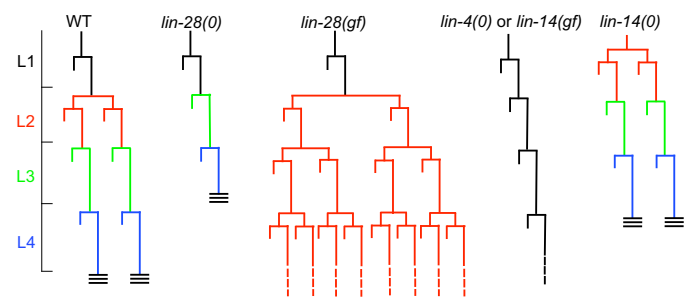 WT lin-28(0) lin-28(gf) lin-4(0) or lin-14(gf) lin-14(0)
L1
L2
L3
L4